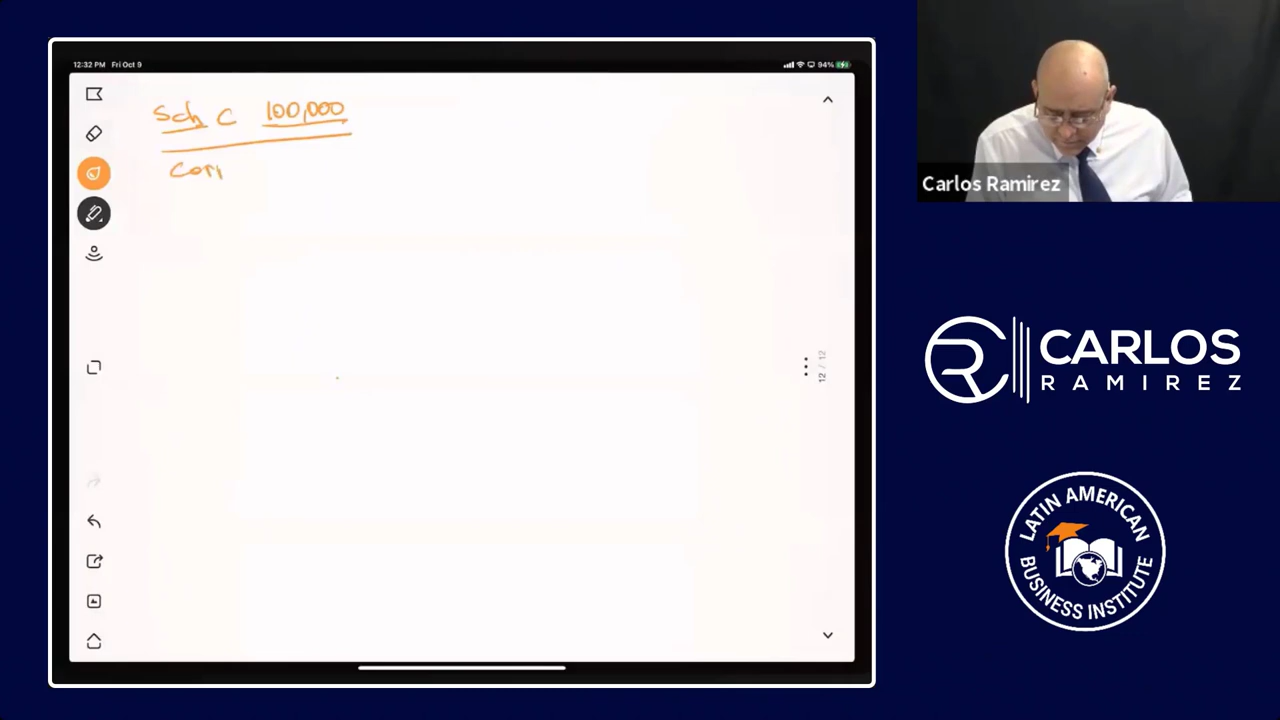 12:32 PM Fri Oct 9
94%
Sch C 100,000
12 / 12
Carlos Ramirez
CARLOS
RAMIREZ
LATIN AMERICAN
BUSINESS INSTITUTE